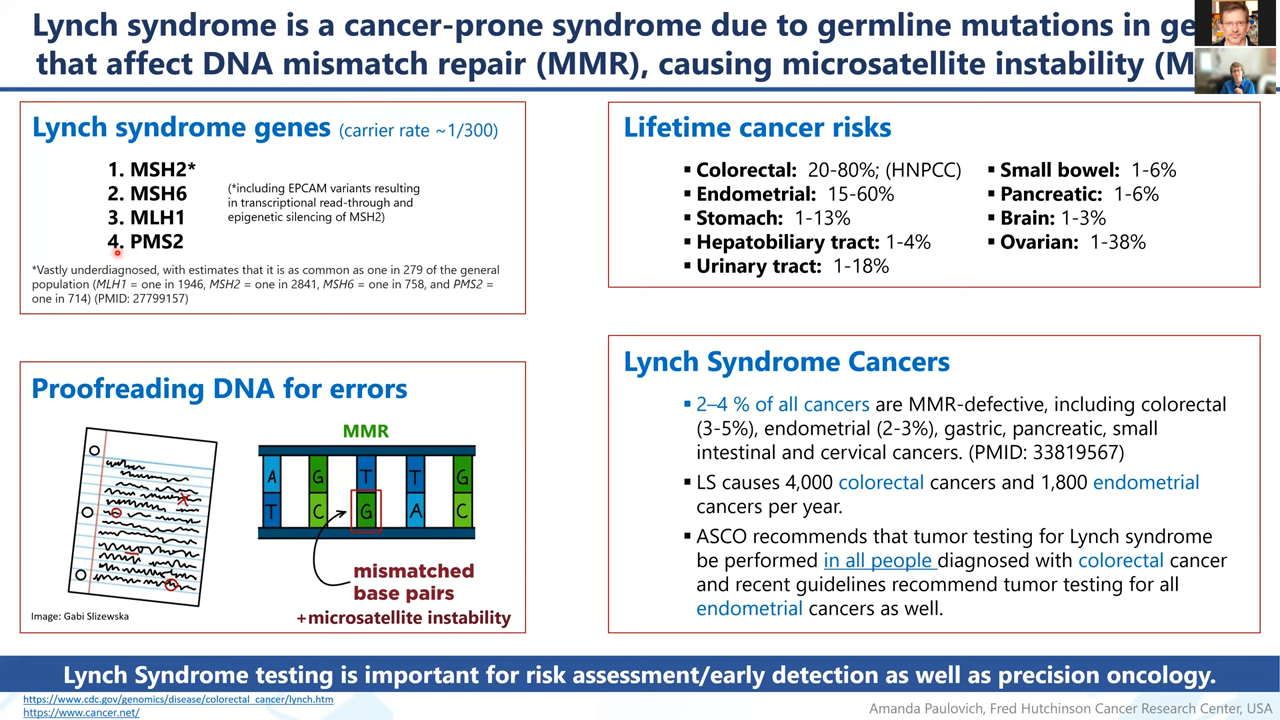 Lynch syndrome is a cancer-prone syndrome due to germline mutations in ge
that affect DNA mismatch repair (MMR), causing microsatellite instability (M
Lynch syndrome genes (carrier rate ~1/300)
1. MSH2*
2. MSH6
3. MLH1
4. PMS2
(*including EPCAM variants resulting
in transcriptional read-through and
epigenetic silencing of MSH2)
*Vastly underdiagnosed, with estimates that it is as common as one in 279 of the general
population (MLH1 = one in 1946, MSH2 = one in 2841, MSH6 = one in 758, and PMS2 =
one in 714) (PMID: 27799157)
Lifetime cancer risks
▪ Colorectal: 20-80%; (HNPCC)
▪ Endometrial: 15-60%
▪ Stomach: 1-13%
▪ Hepatobiliary tract: 1-4%
▪ Urinary tract: 1-18%
▪ Small bowel: 1-6%
▪ Pancreatic: 1-6%
▪ Brain: 1-3%
▪ Ovarian: 1-38%
Proofreading DNA for errors
MMR
A G T T G
T C G A C
mismatched
base pairs
+microsatellite instability
Image: Gabi Slizewska
Lynch Syndrome Cancers
▪ 2–4 % of all cancers are MMR-defective, including colorectal
(3-5%), endometrial (2-3%), gastric, pancreatic, small
intestinal and cervical cancers. (PMID: 33819567)
▪ LS causes 4,000 colorectal cancers and 1,800 endometrial
cancers per year.
▪ ASCO recommends that tumor testing for Lynch syndrome
be performed in all people diagnosed with colorectal cancer
and recent guidelines recommend tumor testing for all
endometrial cancers as well.
Lynch Syndrome testing is important for risk assessment/early detection as well as precision oncology.
https://www.cdc.gov/genomics/disease/colorectal_cancer/lynch.htm
https://www.cancer.net/
Amanda Paulovich, Fred Hutchinson Cancer Research Center, USA